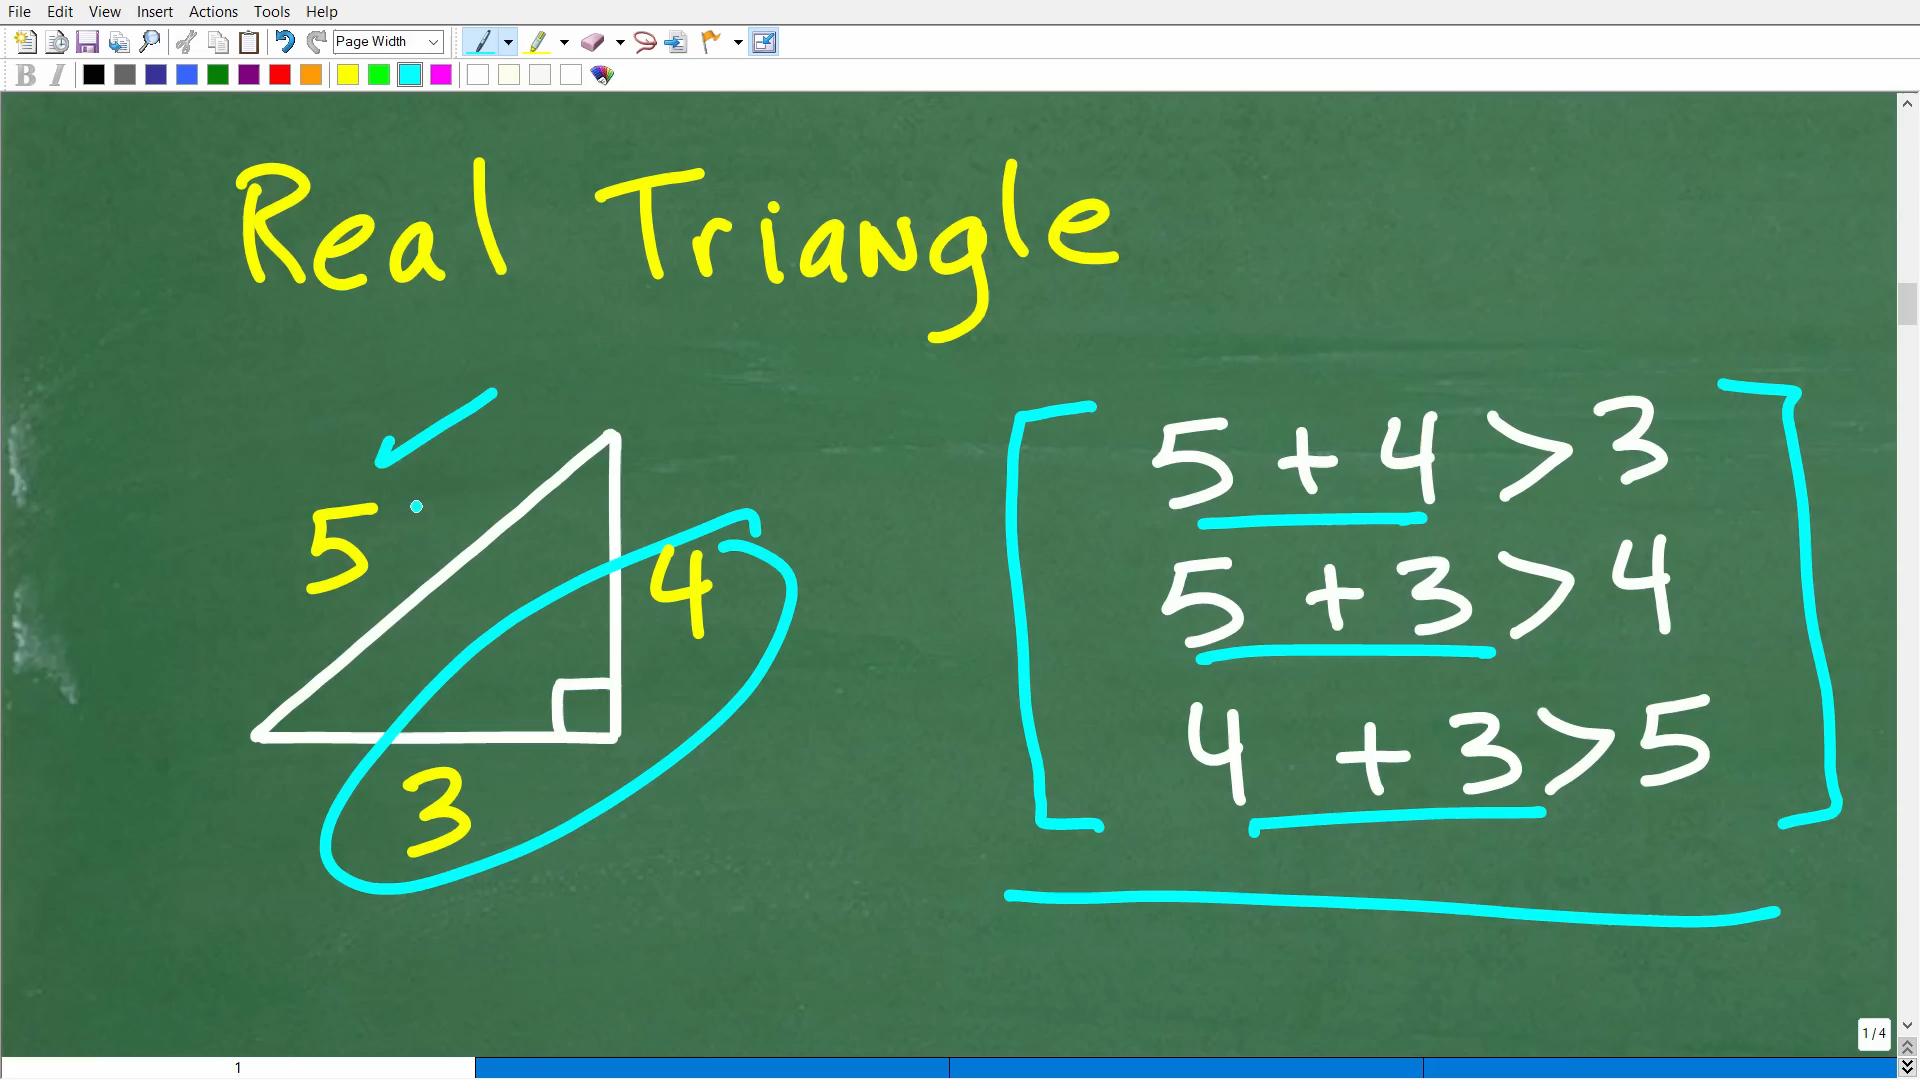 File Edit View Insert Actions Tools Help
Page Width
B I
Real Triangle
5
4
3
5 + 4 > 3
5 + 3 > 4
4 + 3 > 5
1 / 4
1